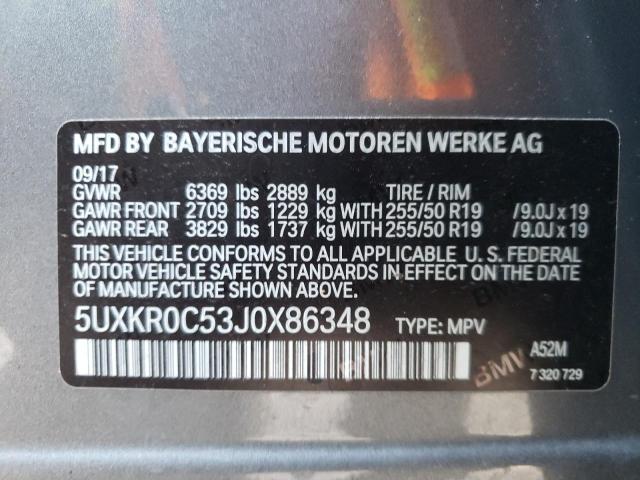 MFD BY BAYERISCHE MOTOREN WERKE AG
09/17
GVWR 6369 lbs 2889 kg TIRE / RIM
GAWR FRONT 2709 lbs 1229 kg WITH 255/50 R19 /9.0J x 19
GAWR REAR 3829 lbs 1737 kg WITH 255/50 R19 /9.0J x 19
THIS VEHICLE CONFORMS TO ALL APPLICABLE U. S. FEDERAL
MOTOR VEHICLE SAFETY STANDARDS IN EFFECT ON THE DATE OF
MANUFACTURE SHOWN ABOVE.
5UXKR0C53J0X86348 TYPE: MPV
BMW
A52M
BMW
7 320 729